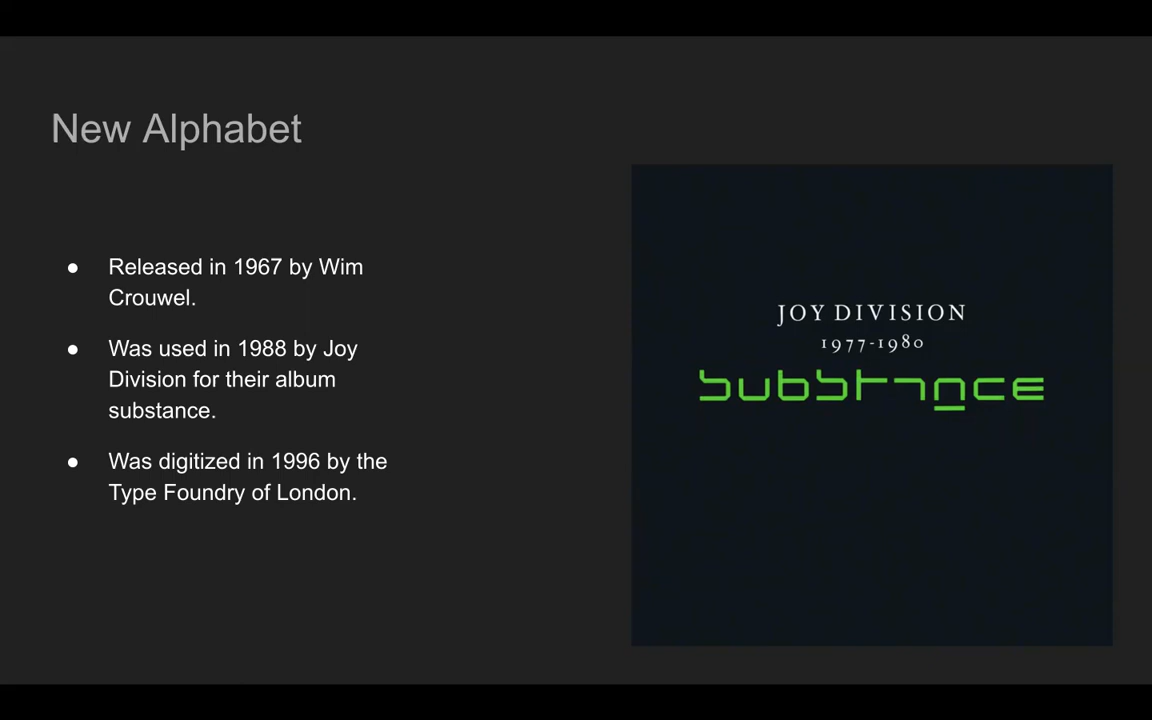 New Alphabet
● Released in 1967 by Wim
Crouwel.
● Was used in 1988 by Joy
Division for their album
substance.
● Was digitized in 1996 by the
Type Foundry of London.
JOY DIVISION
1977-1980
substance